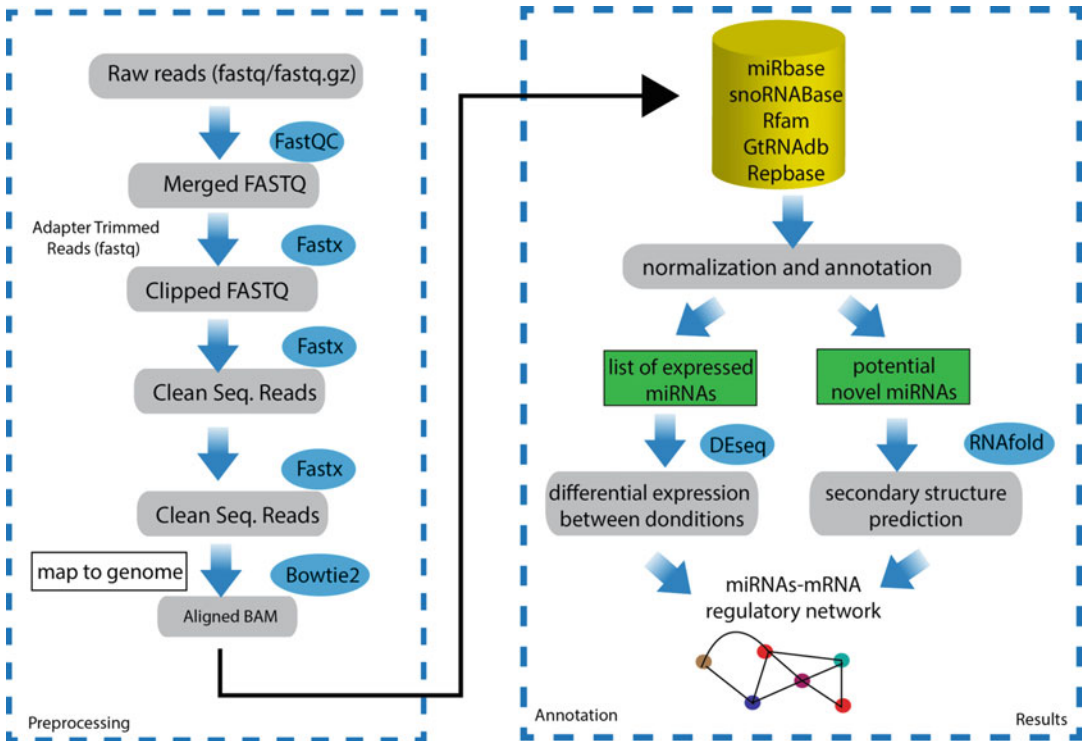 Raw reads (fastq/fastq.gz)
FastQC
Merged FASTQ
Adapter Trimmed
Reads (fastq)
Fastx
Clipped FASTQ
Fastx
Clean Seq. Reads
Fastx
Clean Seq. Reads
map to genome
Bowtie2
Aligned BAM
Preprocessing
miRbase
snoRNABase
Rfam
GtRNAdb
Repbase
normalization and annotation
list of expressed
miRNAs
potential
novel miRNAs
DEseq
RNAfold
differential expression
between donditions
secondary structure
prediction
miRNAs-mRNA
regulatory network
Annotation
Results